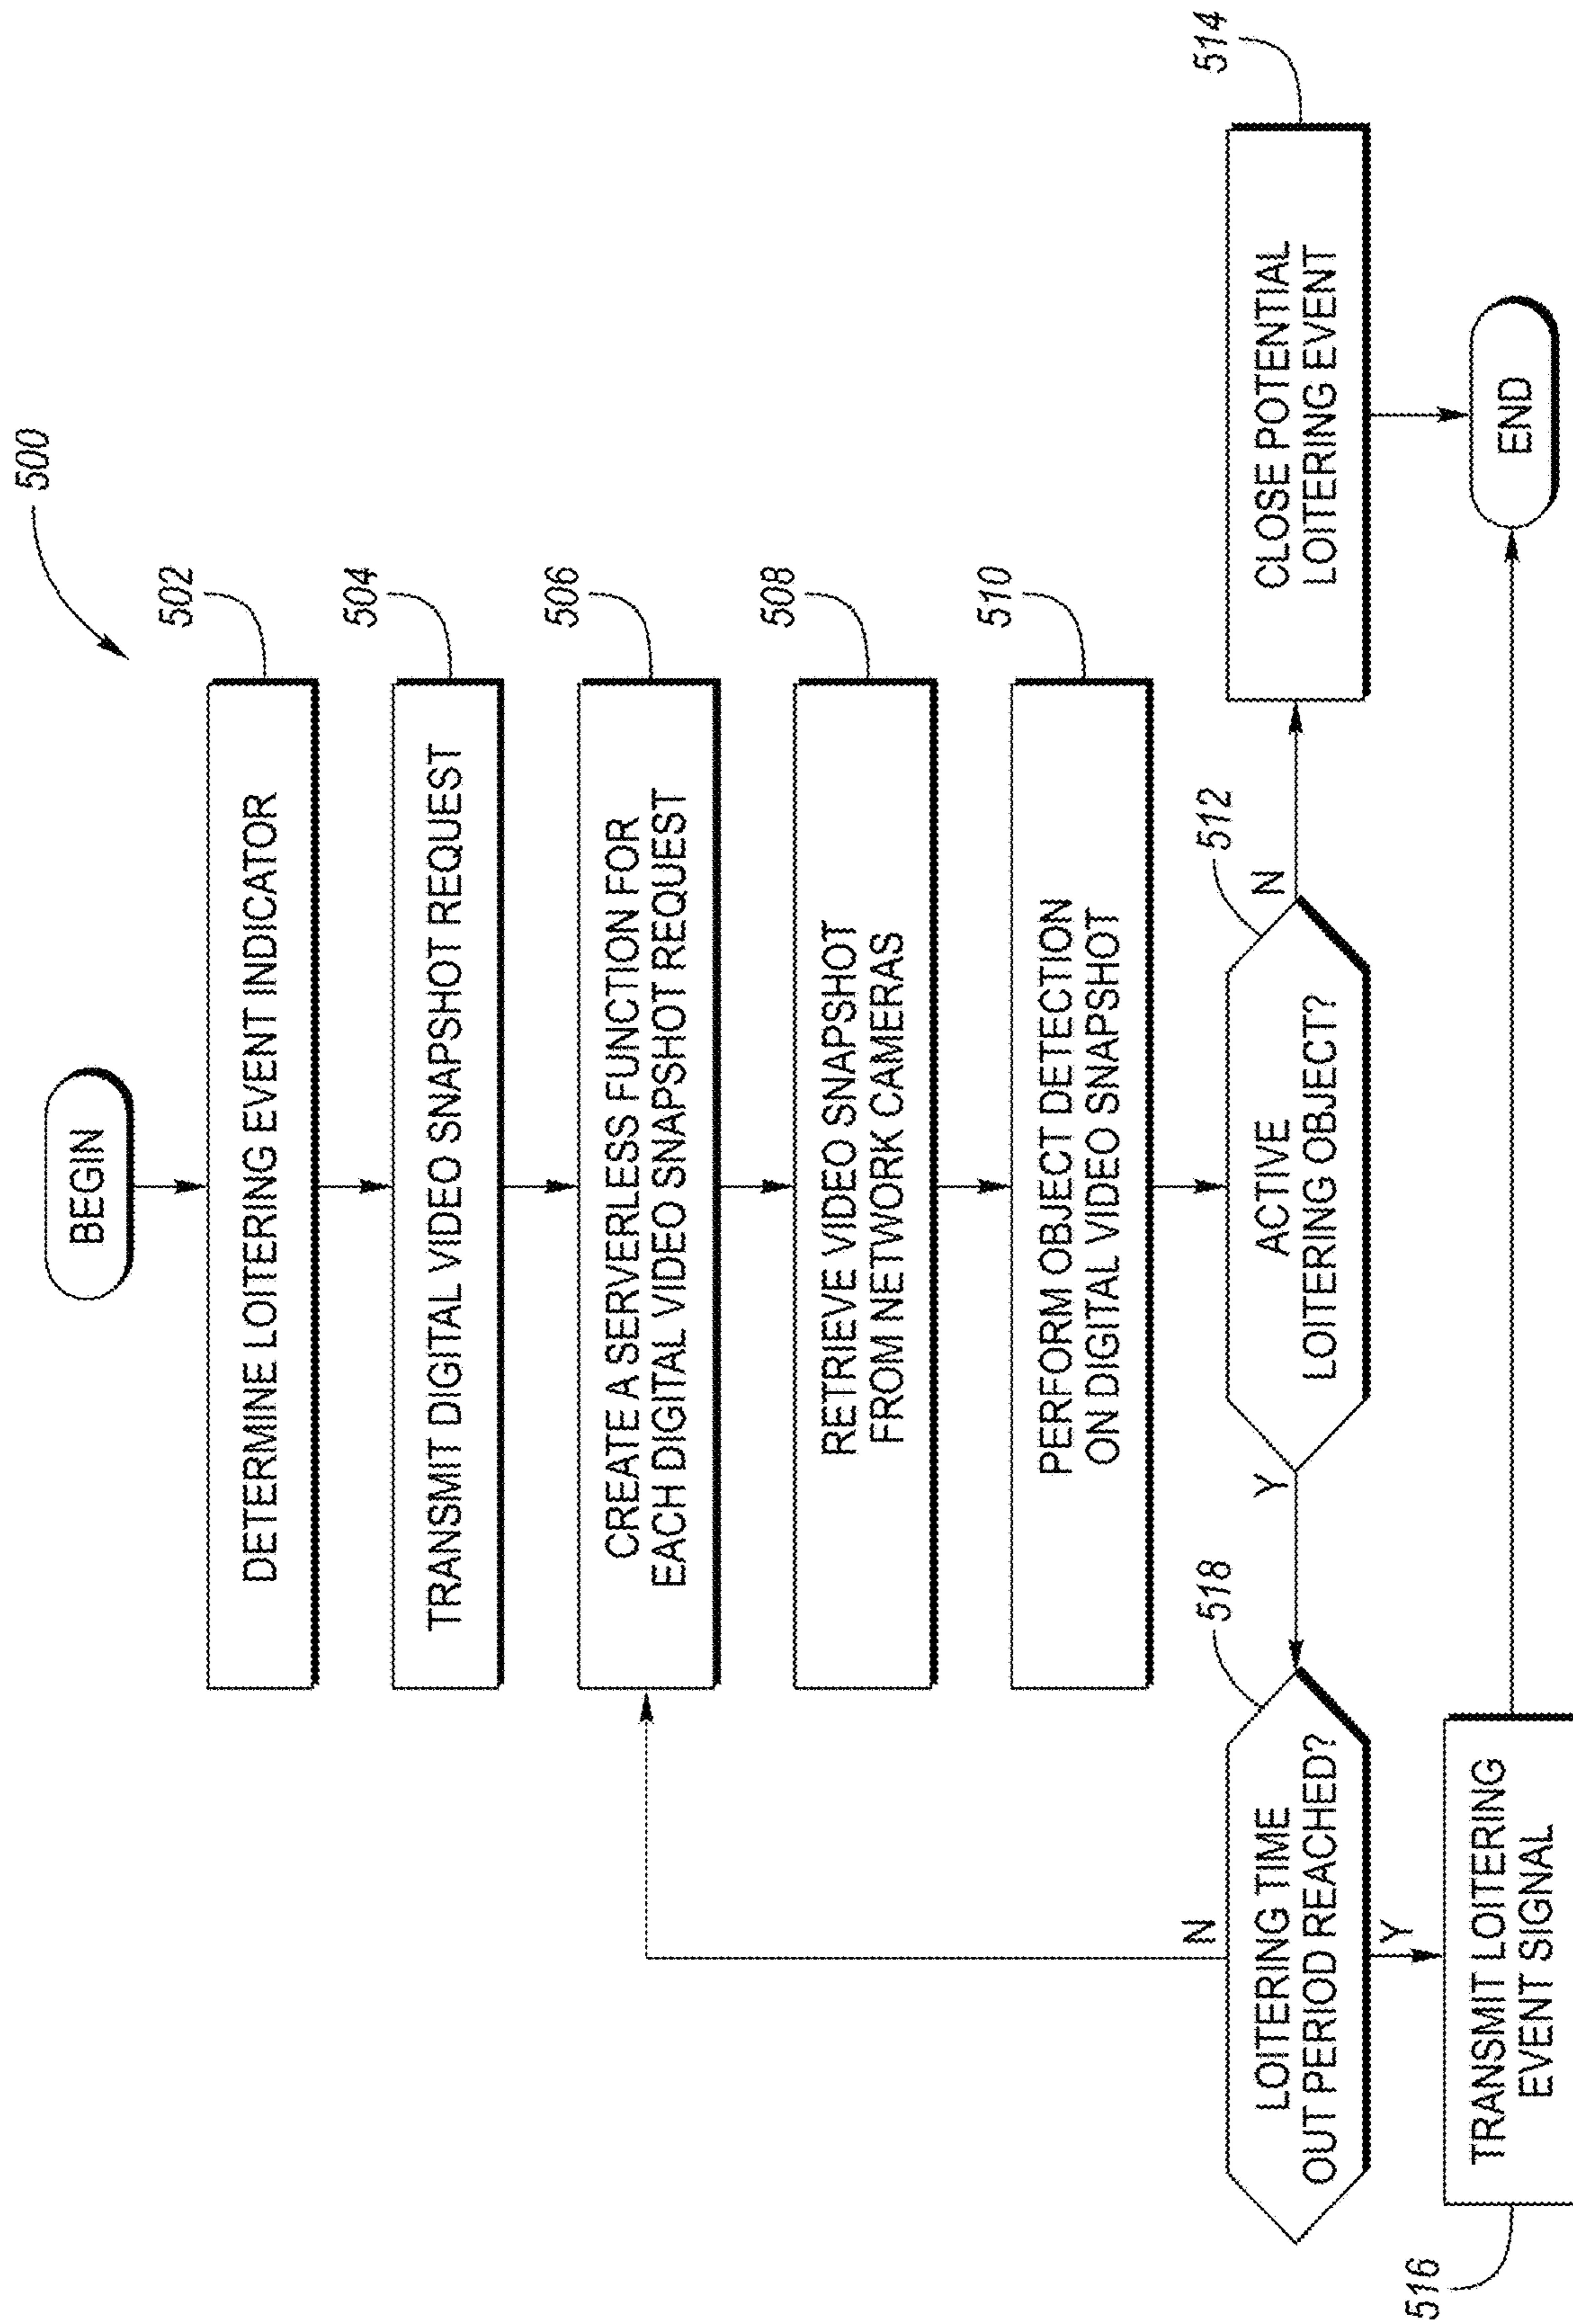 500
BEGIN
502
DETERMINE LOITERING EVENT INDICATOR
504
TRANSMIT DIGITAL VIDEO SNAPSHOT REQUEST
506
CREATE A SERVERLESS FUNCTION FOR
EACH DIGITAL VIDEO SNAPSHOT REQUEST
508
RETRIEVE VIDEO SNAPSHOT
FROM NETWORK CAMERAS
510
PERFORM OBJECT DETECTION
ON DIGITAL VIDEO SNAPSHOT
518
N
LOITERING TIME
OUT PERIOD REACHED?
Y
Y
512
ACTIVE
LOITERING OBJECT?
N
514
CLOSE POTENTIAL
LOITERING EVENT
516
TRANSMIT LOITERING
EVENT SIGNAL
END